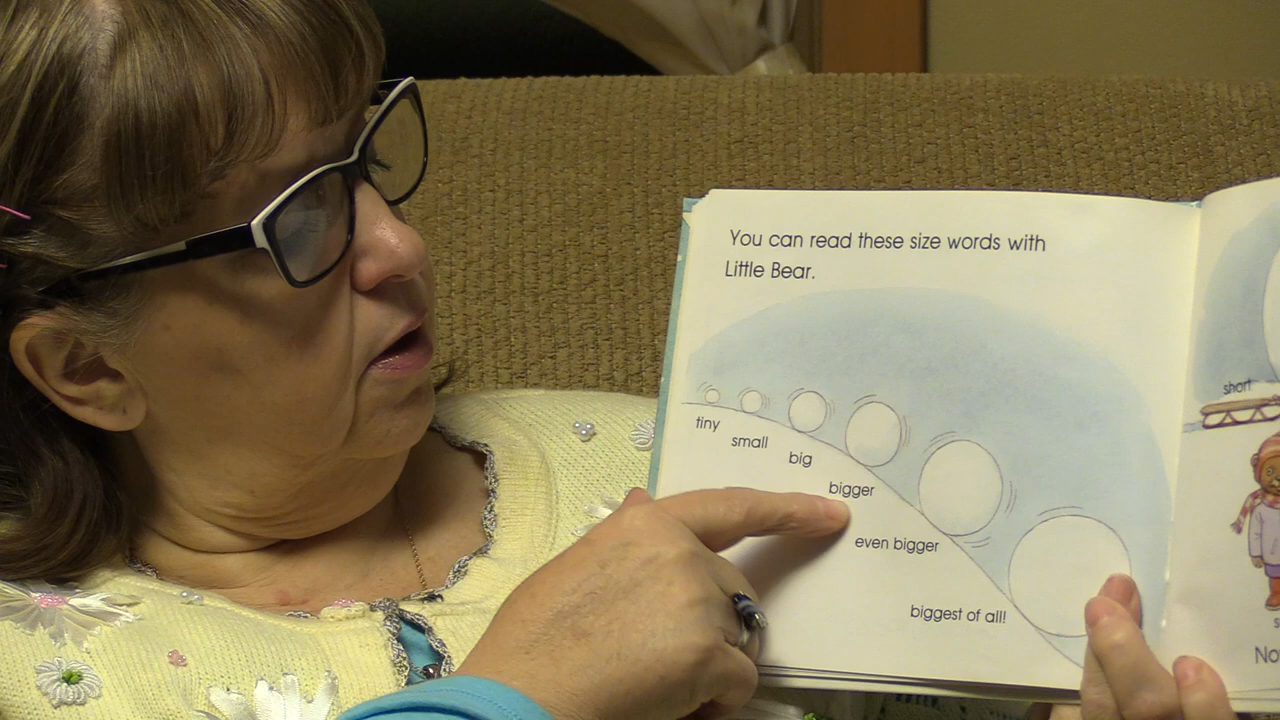 You can read these size words with
Little Bear.
tiny
small
big
bigger
even bigger
biggest of all!
short